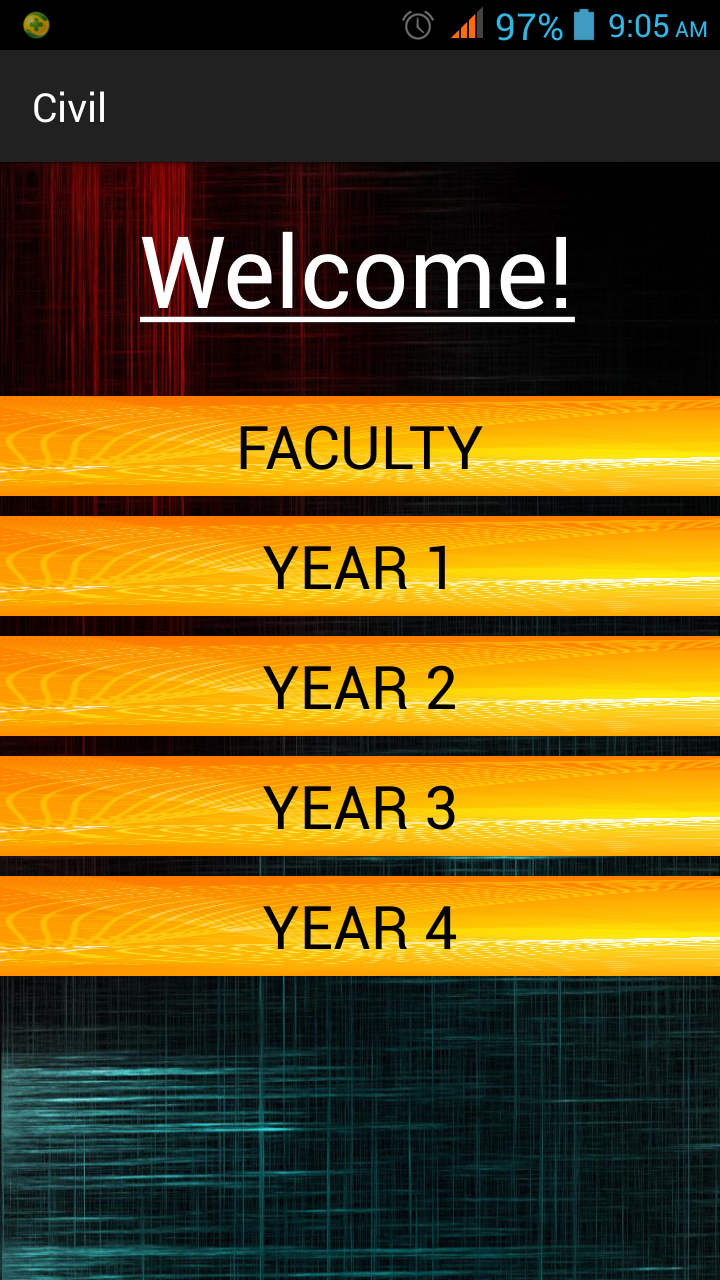 97% 9:05 AM
Civil
Welcome!
FACULTY
YEAR 1
YEAR 2
YEAR 3
YEAR 4